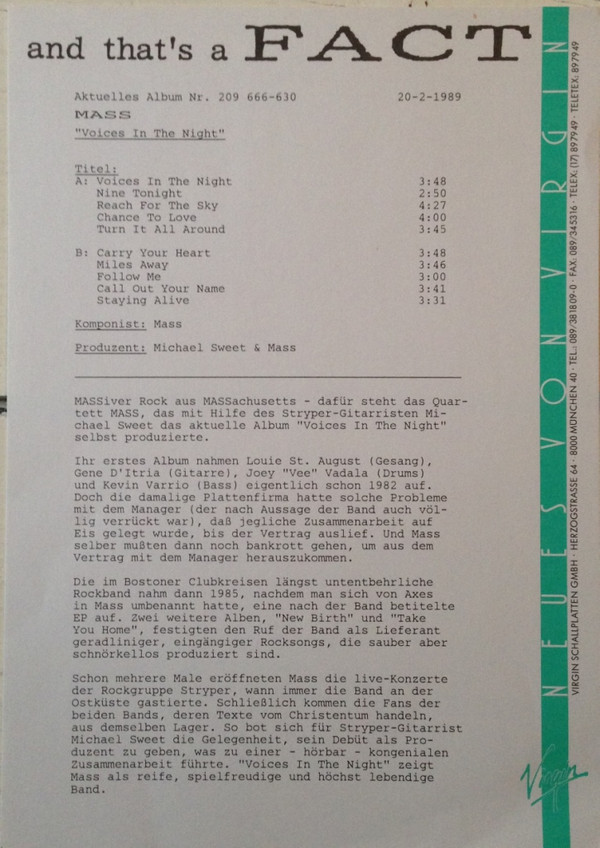 and that's a FACT
Aktuelles Album Nr. 209 666-630 20-2-1989
MASS
"Voices In The Night"
Titel:
A: Voices In The Night 3:48
Nine Tonight 2:50
Reach For The Sky 4:27
Chance To Love 4:00
Turn It All Around 3:45
B: Carry Your Heart 3:48
Miles Away 3:46
Follow Me 3:00
Call Out Your Name 3:41
Staying Alive 3:31
Komponist: Mass
Produzent: Michael Sweet & Mass
MASSiver Rock aus MASSachusetts - dafür steht das Quar-
tett MASS, das mit Hilfe des Stryper-Gitarristen Mi-
chael Sweet das aktuelle Album "Voices In The Night"
selbst produzierte.
Ihr erstes Album nahmen Louie St. August (Gesang),
Gene D'Itria (Gitarre), Joey "Vee" Vadala (Drums)
und Kevin Varrio (Bass) eigentlich schon 1982 auf.
Doch die damalige Plattenfirma hatte solche Probleme
mit dem Manager (der nach Aussage der Band auch völ-
lig verrückt war), daß jegliche Zusammenarbeit auf
Eis gelegt wurde, bis der Vertrag auslief. Und Mass
selber mußten dann noch bankrott gehen, um aus dem
Vertrag mit dem Manager herauszukommen.
Die im Bostoner Clubkreisen längst untentbehrliche
Rockband nahm dann 1985, nachdem man sich von Axes
in Mass umbenannt hatte, eine nach der Band betitelte
EP auf. Zwei weitere Alben, "New Birth" und "Take
You Home", festigten den Ruf der Band als Lieferant
geradliniger, eingängiger Rocksongs, die sauber aber
schnörkellos produziert sind.
Schon mehrere Male eröffneten Mass die live-Konzerte
der Rockgruppe Stryper, wann immer die Band an der
Ostküste gastierte. Schließlich kommen die Fans der
beiden Bands, deren Texte vom Christentum handeln,
aus demselben Lager. So bot sich für Stryper-Gitarrist
Michael Sweet die Gelegenheit, sein Debüt als Pro-
duzent zu geben, was zu einer - hörbar - kongenialen
Zusammenarbeit führte. "Voices In The Night" zeigt
Mass als reife, spielfreudige und höchst lebendige
Band.
NEUES VON VIRGIN
VIRGIN SCHALLPLATTEN GMBH · HERZOGSTRASSE 64 · 8000 MÜNCHEN 40 · TEL.: 089/38 18 09-0 · FAX: 089/34 53 16 · TELEX: (17) 89 79 49 · TELETEX: 89 79 49
Virgin